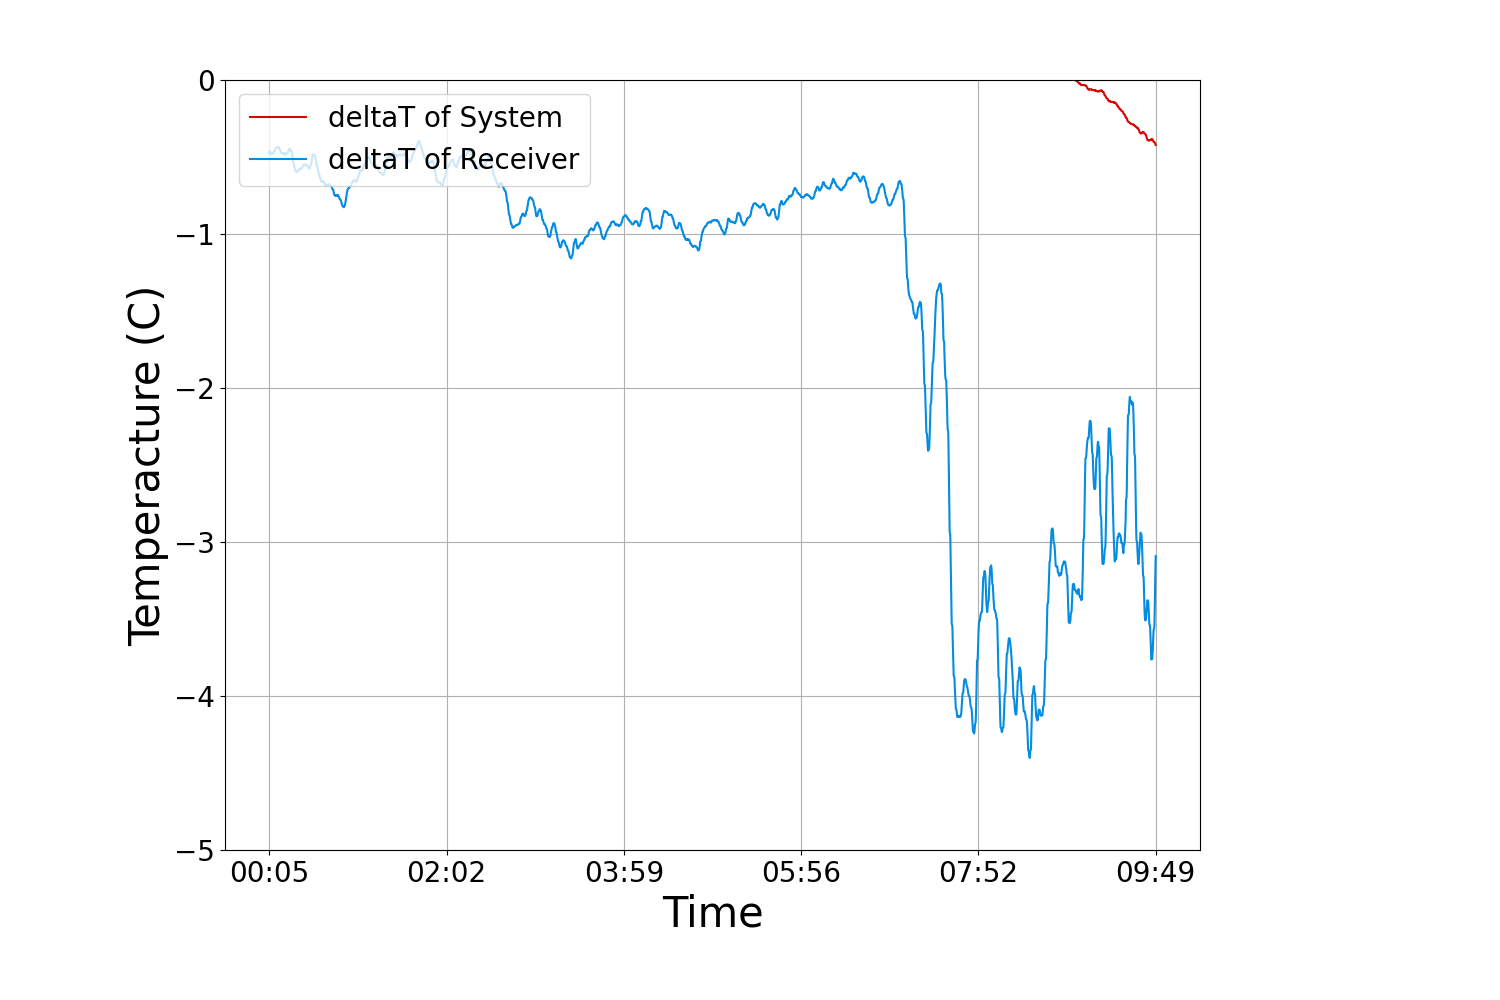 deltaT of System
deltaT of Receiver
0
−1
−2
−3
−4
−5
Temperacture (C)
00:05 02:02 03:59 05:56 07:52 09:49
Time